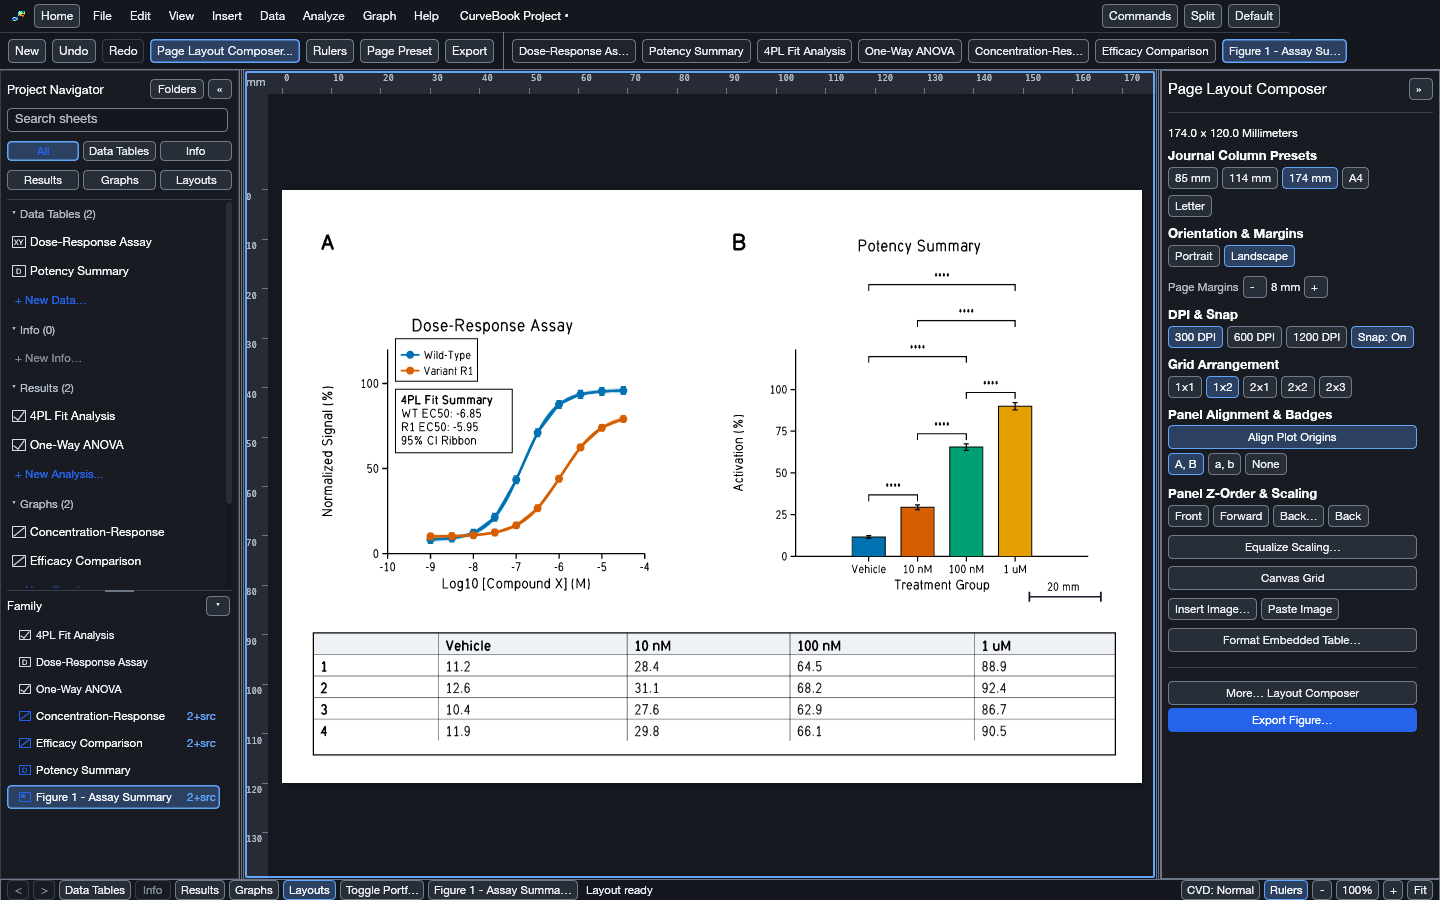 Home File Edit View Insert Data Analyze Graph Help CurveBook Project • Commands Split Default
New Undo Redo Page Layout Composer... Rulers Page Preset Export Dose-Response As... Potency Summary 4PL Fit Analysis One-Way ANOVA Concentration-Res... Efficacy Comparison Figure 1 - Assay Su...
Project Navigator Folders «
Search sheets
All Data Tables Info
Results Graphs Layouts
Data Tables (2)
XY Dose-Response Assay
D Potency Summary
+ New Data...
Info (0)
+ New Info...
Results (2)
4PL Fit Analysis
One-Way ANOVA
+ New Analysis...
Graphs (2)
Concentration-Response
Efficacy Comparison
Family
4PL Fit Analysis
D Dose-Response Assay
One-Way ANOVA
Concentration-Response 2+src
Efficacy Comparison 2+src
D Potency Summary
Figure 1 - Assay Summary 2+src
mm 0 10 20 30 40 50 60 70 80 90 100 110 120 130 140 150 160 170
0
10
20
30
40
50
60
70
80
90
100
110
120
130
A
Dose-Response Assay
Wild-Type
Variant R1
4PL Fit Summary
WT EC50: -6.85
R1 EC50: -5.95
95% CI Ribbon
Normalized Signal (%)
100
50
0
-10 -9 -8 -7 -6 -5 -4
Log10 [Compound X] (M)
B
Potency Summary
****
****
****
****
****
****
Activation (%)
100
75
50
25
0
Vehicle 10 nM 100 nM 1 uM
Treatment Group
20 mm
Vehicle 10 nM 100 nM 1 uM
1 11.2 28.4 64.5 88.9
2 12.6 31.1 68.2 92.4
3 10.4 27.6 62.9 86.7
4 11.9 29.8 66.1 90.5
Page Layout Composer »
174.0 x 120.0 Millimeters
Journal Column Presets
85 mm 114 mm 174 mm A4
Letter
Orientation & Margins
Portrait Landscape
Page Margins - 8 mm +
DPI & Snap
300 DPI 600 DPI 1200 DPI Snap: On
Grid Arrangement
1x1 1x2 2x1 2x2 2x3
Panel Alignment & Badges
Align Plot Origins
A, B a, b None
Panel Z-Order & Scaling
Front Forward Back... Back
Equalize Scaling...
Canvas Grid
Insert Image... Paste Image
Format Embedded Table...
More... Layout Composer
Export Figure...
< > Data Tables Info Results Graphs Layouts Toggle Portf... Figure 1 - Assay Summa... Layout ready CVD: Normal Rulers - 100% + Fit